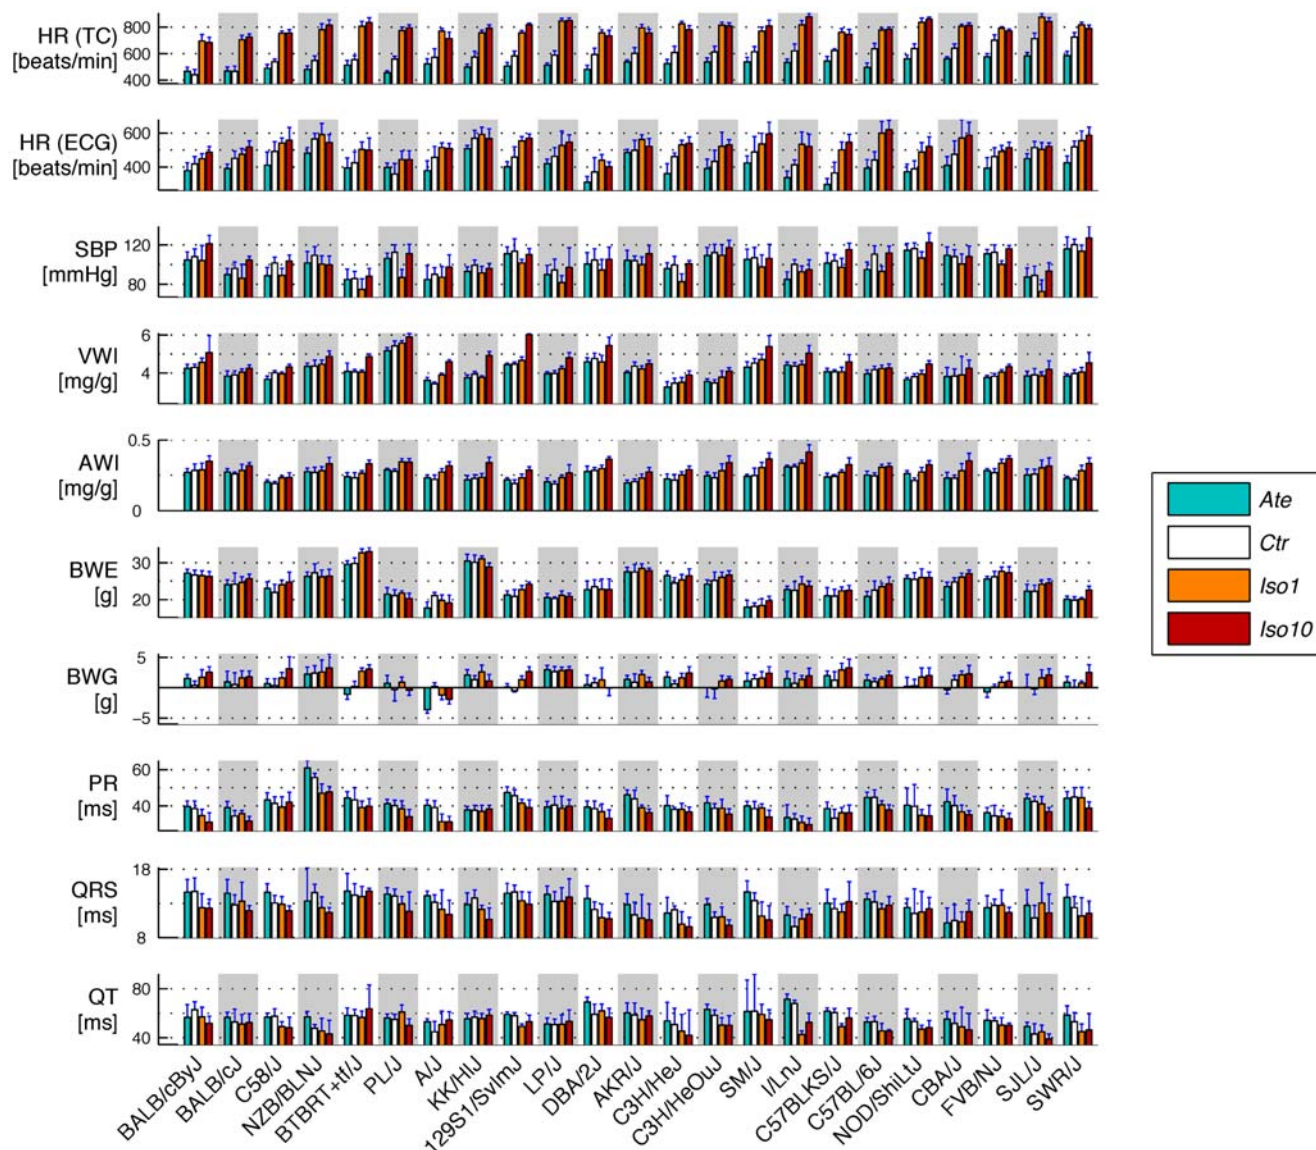 HR (TC)
[beats/min]
800
600
400
HR (ECG)
[beats/min]
600
400
SBP
[mmHg]
120
80
VWI
[mg/g]
6
4
AWI
[mg/g]
0.5
0
BWE
[g]
30
20
BWG
[g]
5
−5
PR
[ms]
60
40
QRS
[ms]
18
8
QT
[ms]
80
40
BALB/cByJ
BALB/cJ
C58/J
NZB/BLNJ
BTBRT+tf/J
PL/J
A/J
KK/HlJ
129S1/SvImJ
LP/J
DBA/2J
AKR/J
C3H/HeJ
C3H/HeOuJ
SM/J
I/LnJ
C57BLKS/J
C57BL/6J
NOD/ShiLtJ
CBA/J
FVB/NJ
SJL/J
SWR/J
Ate
Ctr
Iso1
Iso10